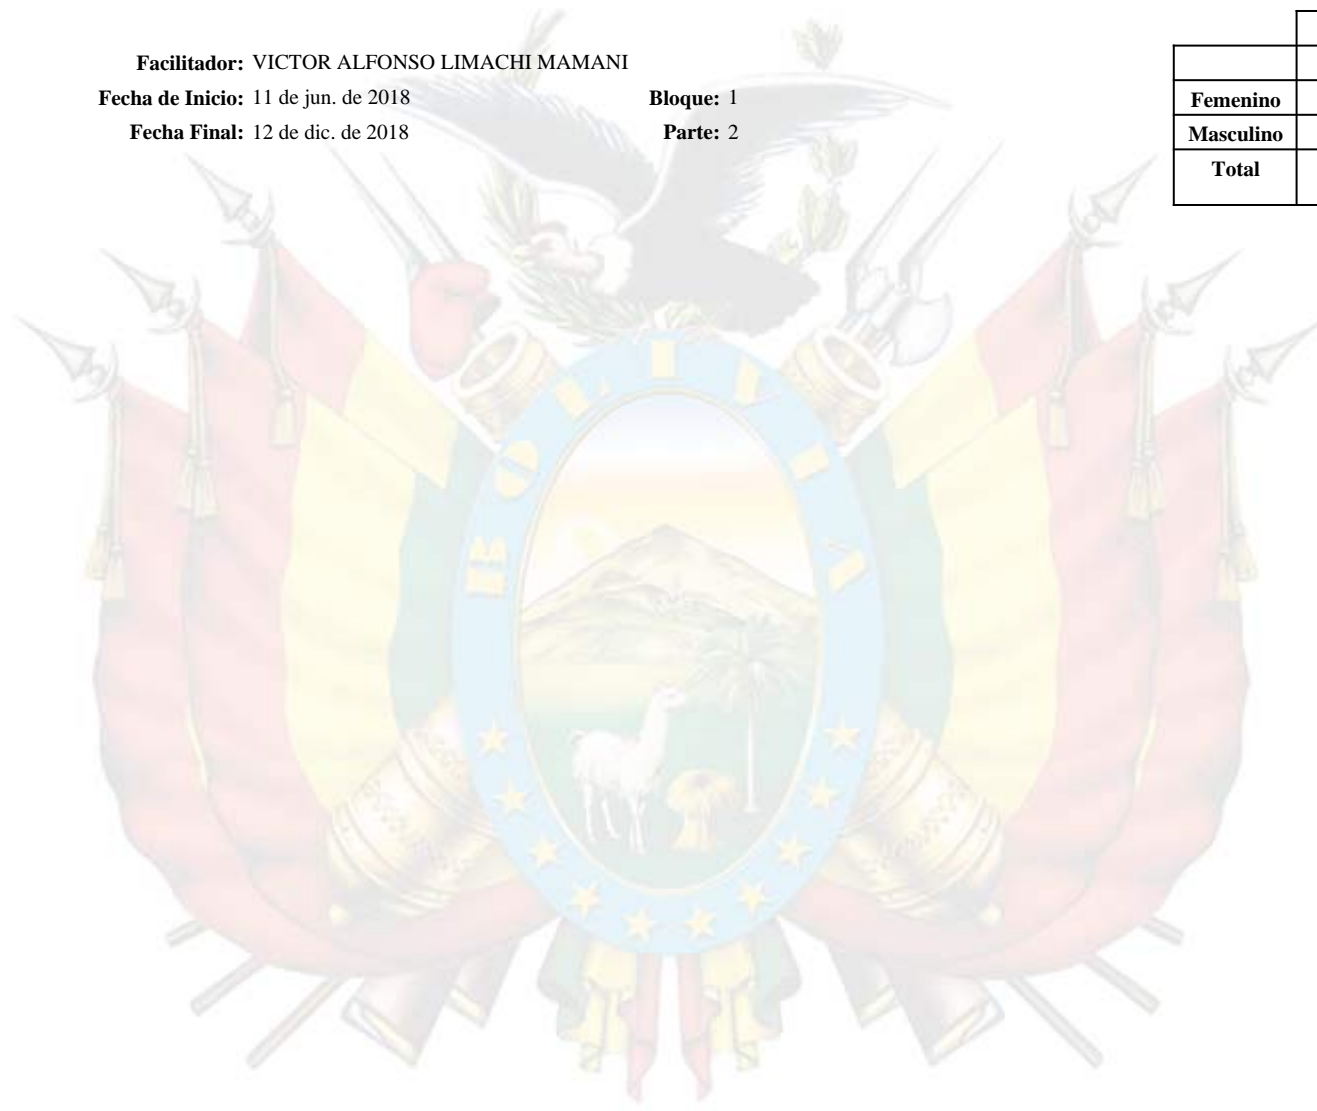 Facilitador: VICTOR ALFONSO LIMACHI MAMANI
Fecha de Inicio: 11 de jun. de 2018 Bloque: 1
Fecha Final: 12 de dic. de 2018 Parte: 2
Femenino
Masculino
Total
BOLIVIA